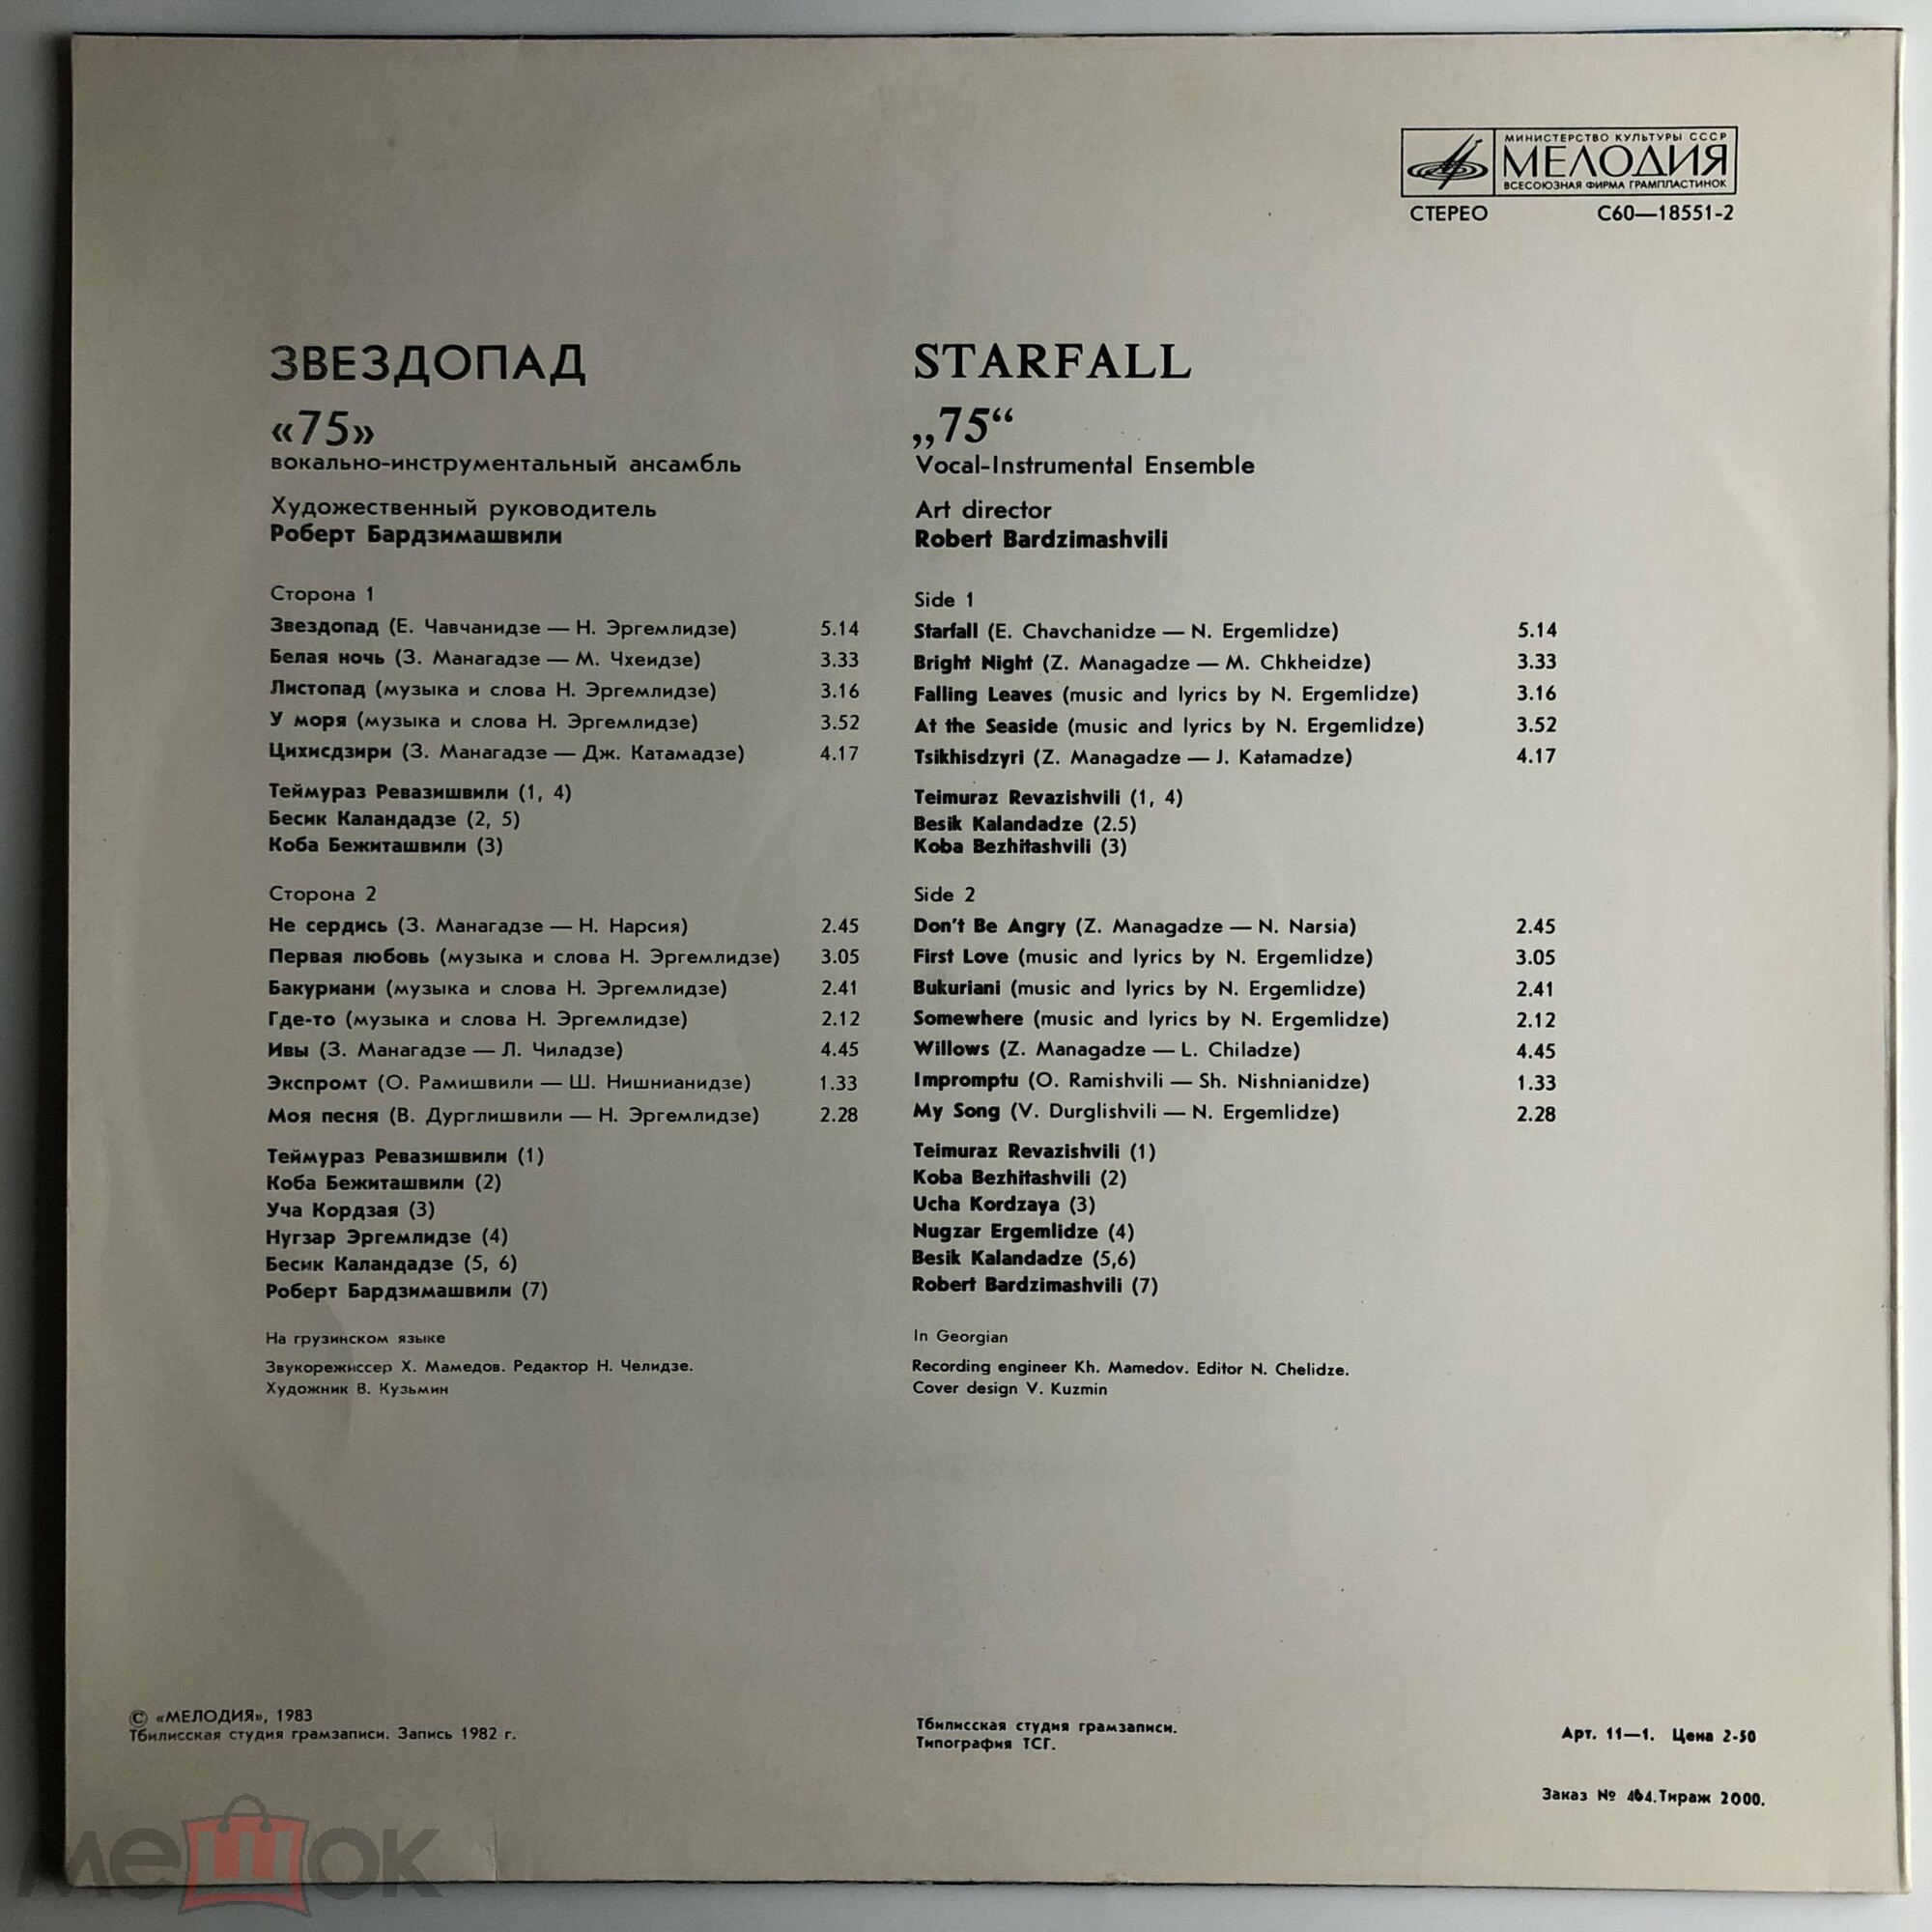 МИНИСТЕРСТВО КУЛЬТУРЫ СССР
МЕЛОДИЯ
ВСЕСОЮЗНАЯ ФИРМА ГРАМПЛАСТИНОК
СТЕРЕО С60—18551-2
ЗВЕЗДОПАД
«75»
вокально-инструментальный ансамбль
Художественный руководитель
Роберт Бардзимашвили
Сторона 1
Звездопад (Е. Чавчанидзе — Н. Эргемлидзе) 5.14
Белая ночь (З. Манагадзе — М. Чхеидзе) 3.33
Листопад (музыка и слова Н. Эргемлидзе) 3.16
У моря (музыка и слова Н. Эргемлидзе) 3.52
Цихисдзири (З. Манагадзе — Дж. Катамадзе) 4.17
Теймураз Ревазишвили (1, 4)
Бесик Каландадзе (2, 5)
Коба Бежиташвили (3)
Сторона 2
Не сердись (З. Манагадзе — Н. Нарсия) 2.45
Первая любовь (музыка и слова Н. Эргемлидзе) 3.05
Бакуриани (музыка и слова Н. Эргемлидзе) 2.41
Где-то (музыка и слова Н. Эргемлидзе) 2.12
Ивы (З. Манагадзе — Л. Чиладзе) 4.45
Экспромт (О. Рамишвили — Ш. Нишнианидзе) 1.33
Моя песня (В. Дурглишвили — Н. Эргемлидзе) 2.28
Теймураз Ревазишвили (1)
Коба Бежиташвили (2)
Уча Кордзая (3)
Нугзар Эргемлидзе (4)
Бесик Каландадзе (5, 6)
Роберт Бардзимашвили (7)
На грузинском языке
Звукорежиссер Х. Мамедов. Редактор Н. Челидзе.
Художник В. Кузьмин
STARFALL
„75“
Vocal-Instrumental Ensemble
Art director
Robert Bardzimashvili
Side 1
Starfall (E. Chavchanidze — N. Ergemlidze) 5.14
Bright Night (Z. Managadze — M. Chkheidze) 3.33
Falling Leaves (music and lyrics by N. Ergemlidze) 3.16
At the Seaside (music and lyrics by N. Ergemlidze) 3.52
Tsikhisdzyri (Z. Managadze — J. Katamadze) 4.17
Teimuraz Revazishvili (1, 4)
Besik Kalandadze (2.5)
Koba Bezhitashvili (3)
Side 2
Don't Be Angry (Z. Managadze — N. Narsia) 2.45
First Love (music and lyrics by N. Ergemlidze) 3.05
Bukuriani (music and lyrics by N. Ergemlidze) 2.41
Somewhere (music and lyrics by N. Ergemlidze) 2.12
Willows (Z. Managadze — L. Chiladze) 4.45
Impromptu (O. Ramishvili — Sh. Nishnianidze) 1.33
My Song (V. Durglishvili — N. Ergemlidze) 2.28
Teimuraz Revazishvili (1)
Koba Bezhitashvili (2)
Ucha Kordzaya (3)
Nugzar Ergemlidze (4)
Besik Kalandadze (5,6)
Robert Bardzimashvili (7)
In Georgian
Recording engineer Kh. Mamedov. Editor N. Chelidze.
Cover design V. Kuzmin
© «МЕЛОДИЯ», 1983
Тбилисская студия грамзаписи. Запись 1982 г.
Тбилисская студия грамзаписи.
Типография ТСГ.
Арт. 11—1. Цена 2-50
Заказ № 464. Тираж 2000.
мешок